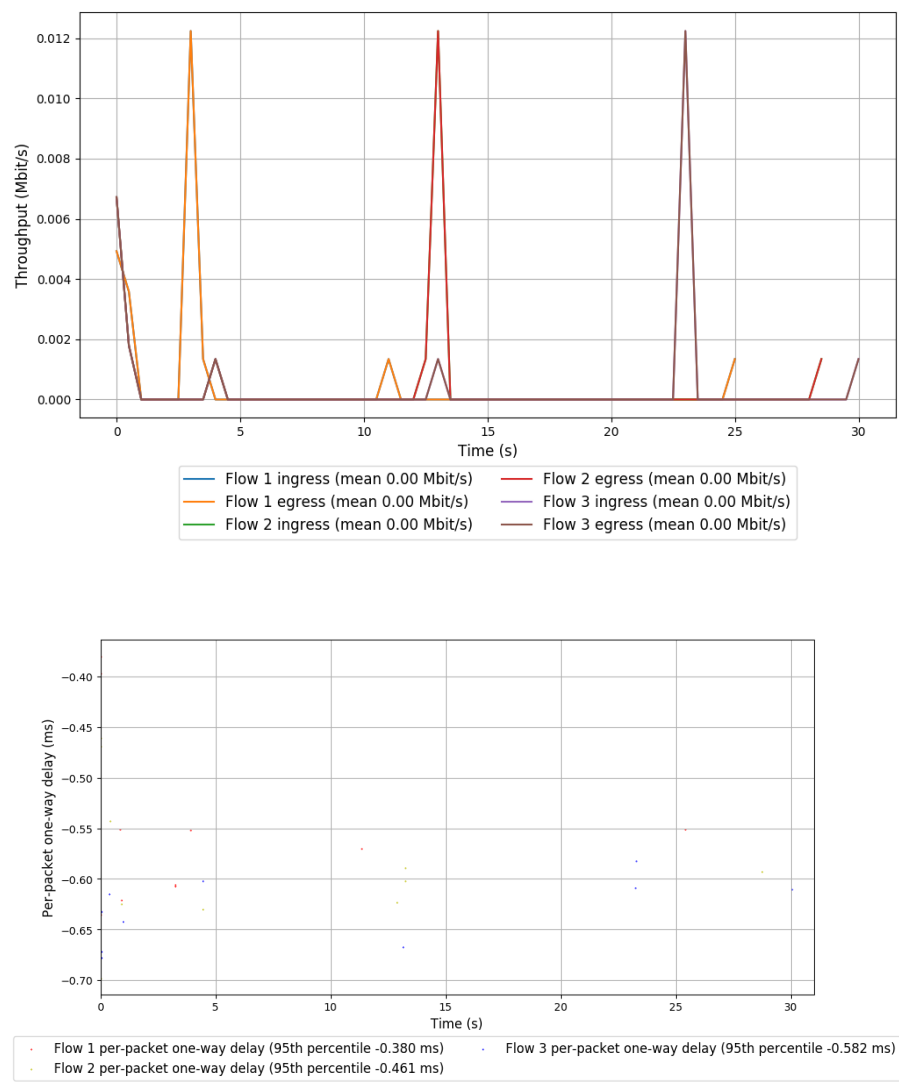 0.012
0.010
0.008
0.006
0.004
0.002
0.000
Throughput (Mbit/s)
0 5 10 15 20 25 30
Time (s)
Flow 1 ingress (mean 0.00 Mbit/s) Flow 2 egress (mean 0.00 Mbit/s)
Flow 1 egress (mean 0.00 Mbit/s) Flow 3 ingress (mean 0.00 Mbit/s)
Flow 2 ingress (mean 0.00 Mbit/s) Flow 3 egress (mean 0.00 Mbit/s)
−0.40
−0.45
−0.50
−0.55
−0.60
−0.65
−0.70
Per-packet one-way delay (ms)
0 5 10 15 20 25 30
Time (s)
Flow 1 per-packet one-way delay (95th percentile -0.380 ms) Flow 3 per-packet one-way delay (95th percentile -0.582 ms)
Flow 2 per-packet one-way delay (95th percentile -0.461 ms)